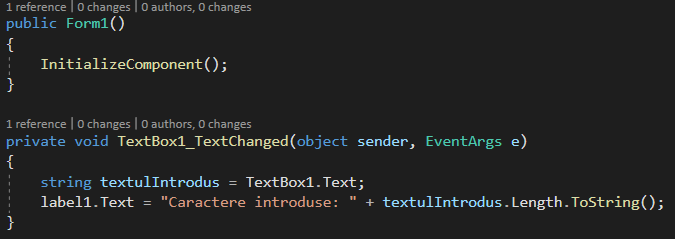 1 reference | 0 changes | 0 authors, 0 changes
public Form1()
{
InitializeComponent();
}
1 reference | 0 changes | 0 authors, 0 changes
private void TextBox1_TextChanged(object sender, EventArgs e)
{
string textulIntrodus = TextBox1.Text;
label1.Text = "Caractere introduse: " + textulIntrodus.Length.ToString();
}